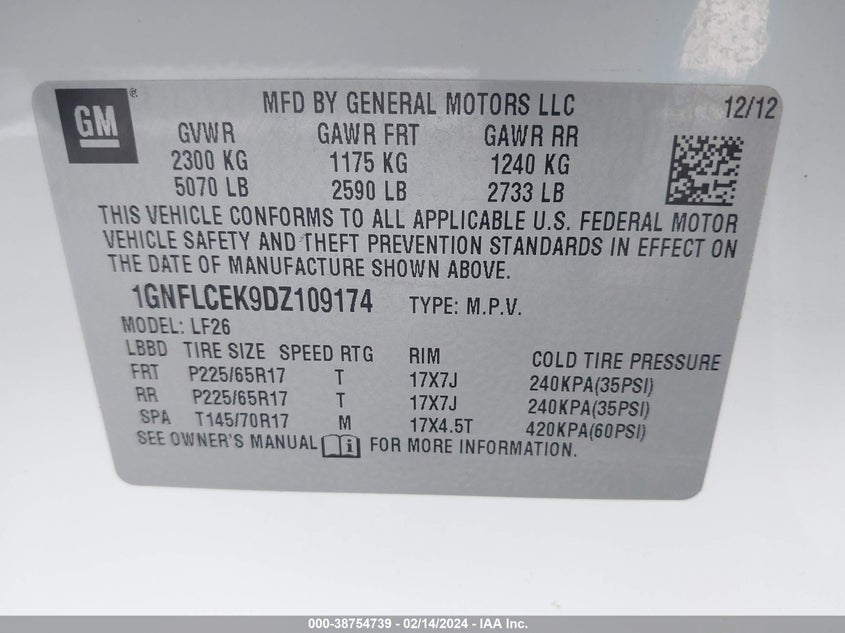 GM ®
MFD BY GENERAL MOTORS LLC 12/12
GVWR GAWR FRT GAWR RR
2300 KG 1175 KG 1240 KG
5070 LB 2590 LB 2733 LB
THIS VEHICLE CONFORMS TO ALL APPLICABLE U.S. FEDERAL MOTOR
VEHICLE SAFETY AND THEFT PREVENTION STANDARDS IN EFFECT ON
THE DATE OF MANUFACTURE SHOWN ABOVE.
1GNFLCEK9DZ109174 TYPE: M.P.V.
MODEL: LF26
LBBD TIRE SIZE SPEED RTG RIM COLD TIRE PRESSURE
FRT P225/65R17 T 17X7J 240KPA(35PSI)
RR P225/65R17 T 17X7J 240KPA(35PSI)
SPA T145/70R17 M 17X4.5T 420KPA(60PSI)
SEE OWNER'S MANUAL i FOR MORE INFORMATION.
000-38754739 - 02/14/2024 - IAA Inc.